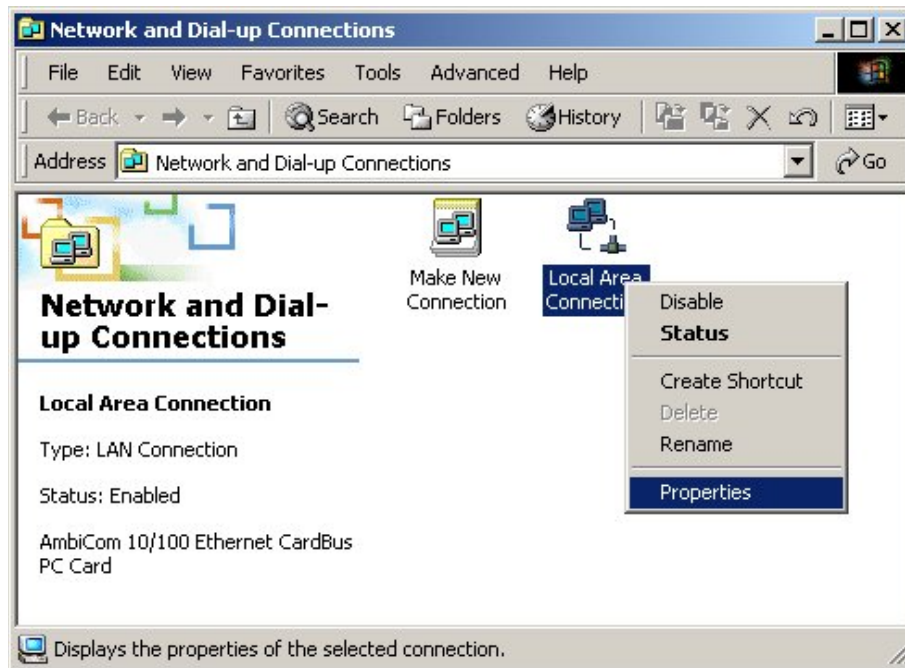 Network and Dial-up Connections
File Edit View Favorites Tools Advanced Help
Back Search Folders History
Address Network and Dial-up Connections Go
Network and Dial-
up Connections
Local Area Connection
Type: LAN Connection
Status: Enabled
AmbiCom 10/100 Ethernet CardBus
PC Card
Make New
Connection
Local Area
Connecti
Disable
Status
Create Shortcut
Delete
Rename
Properties
Displays the properties of the selected connection.